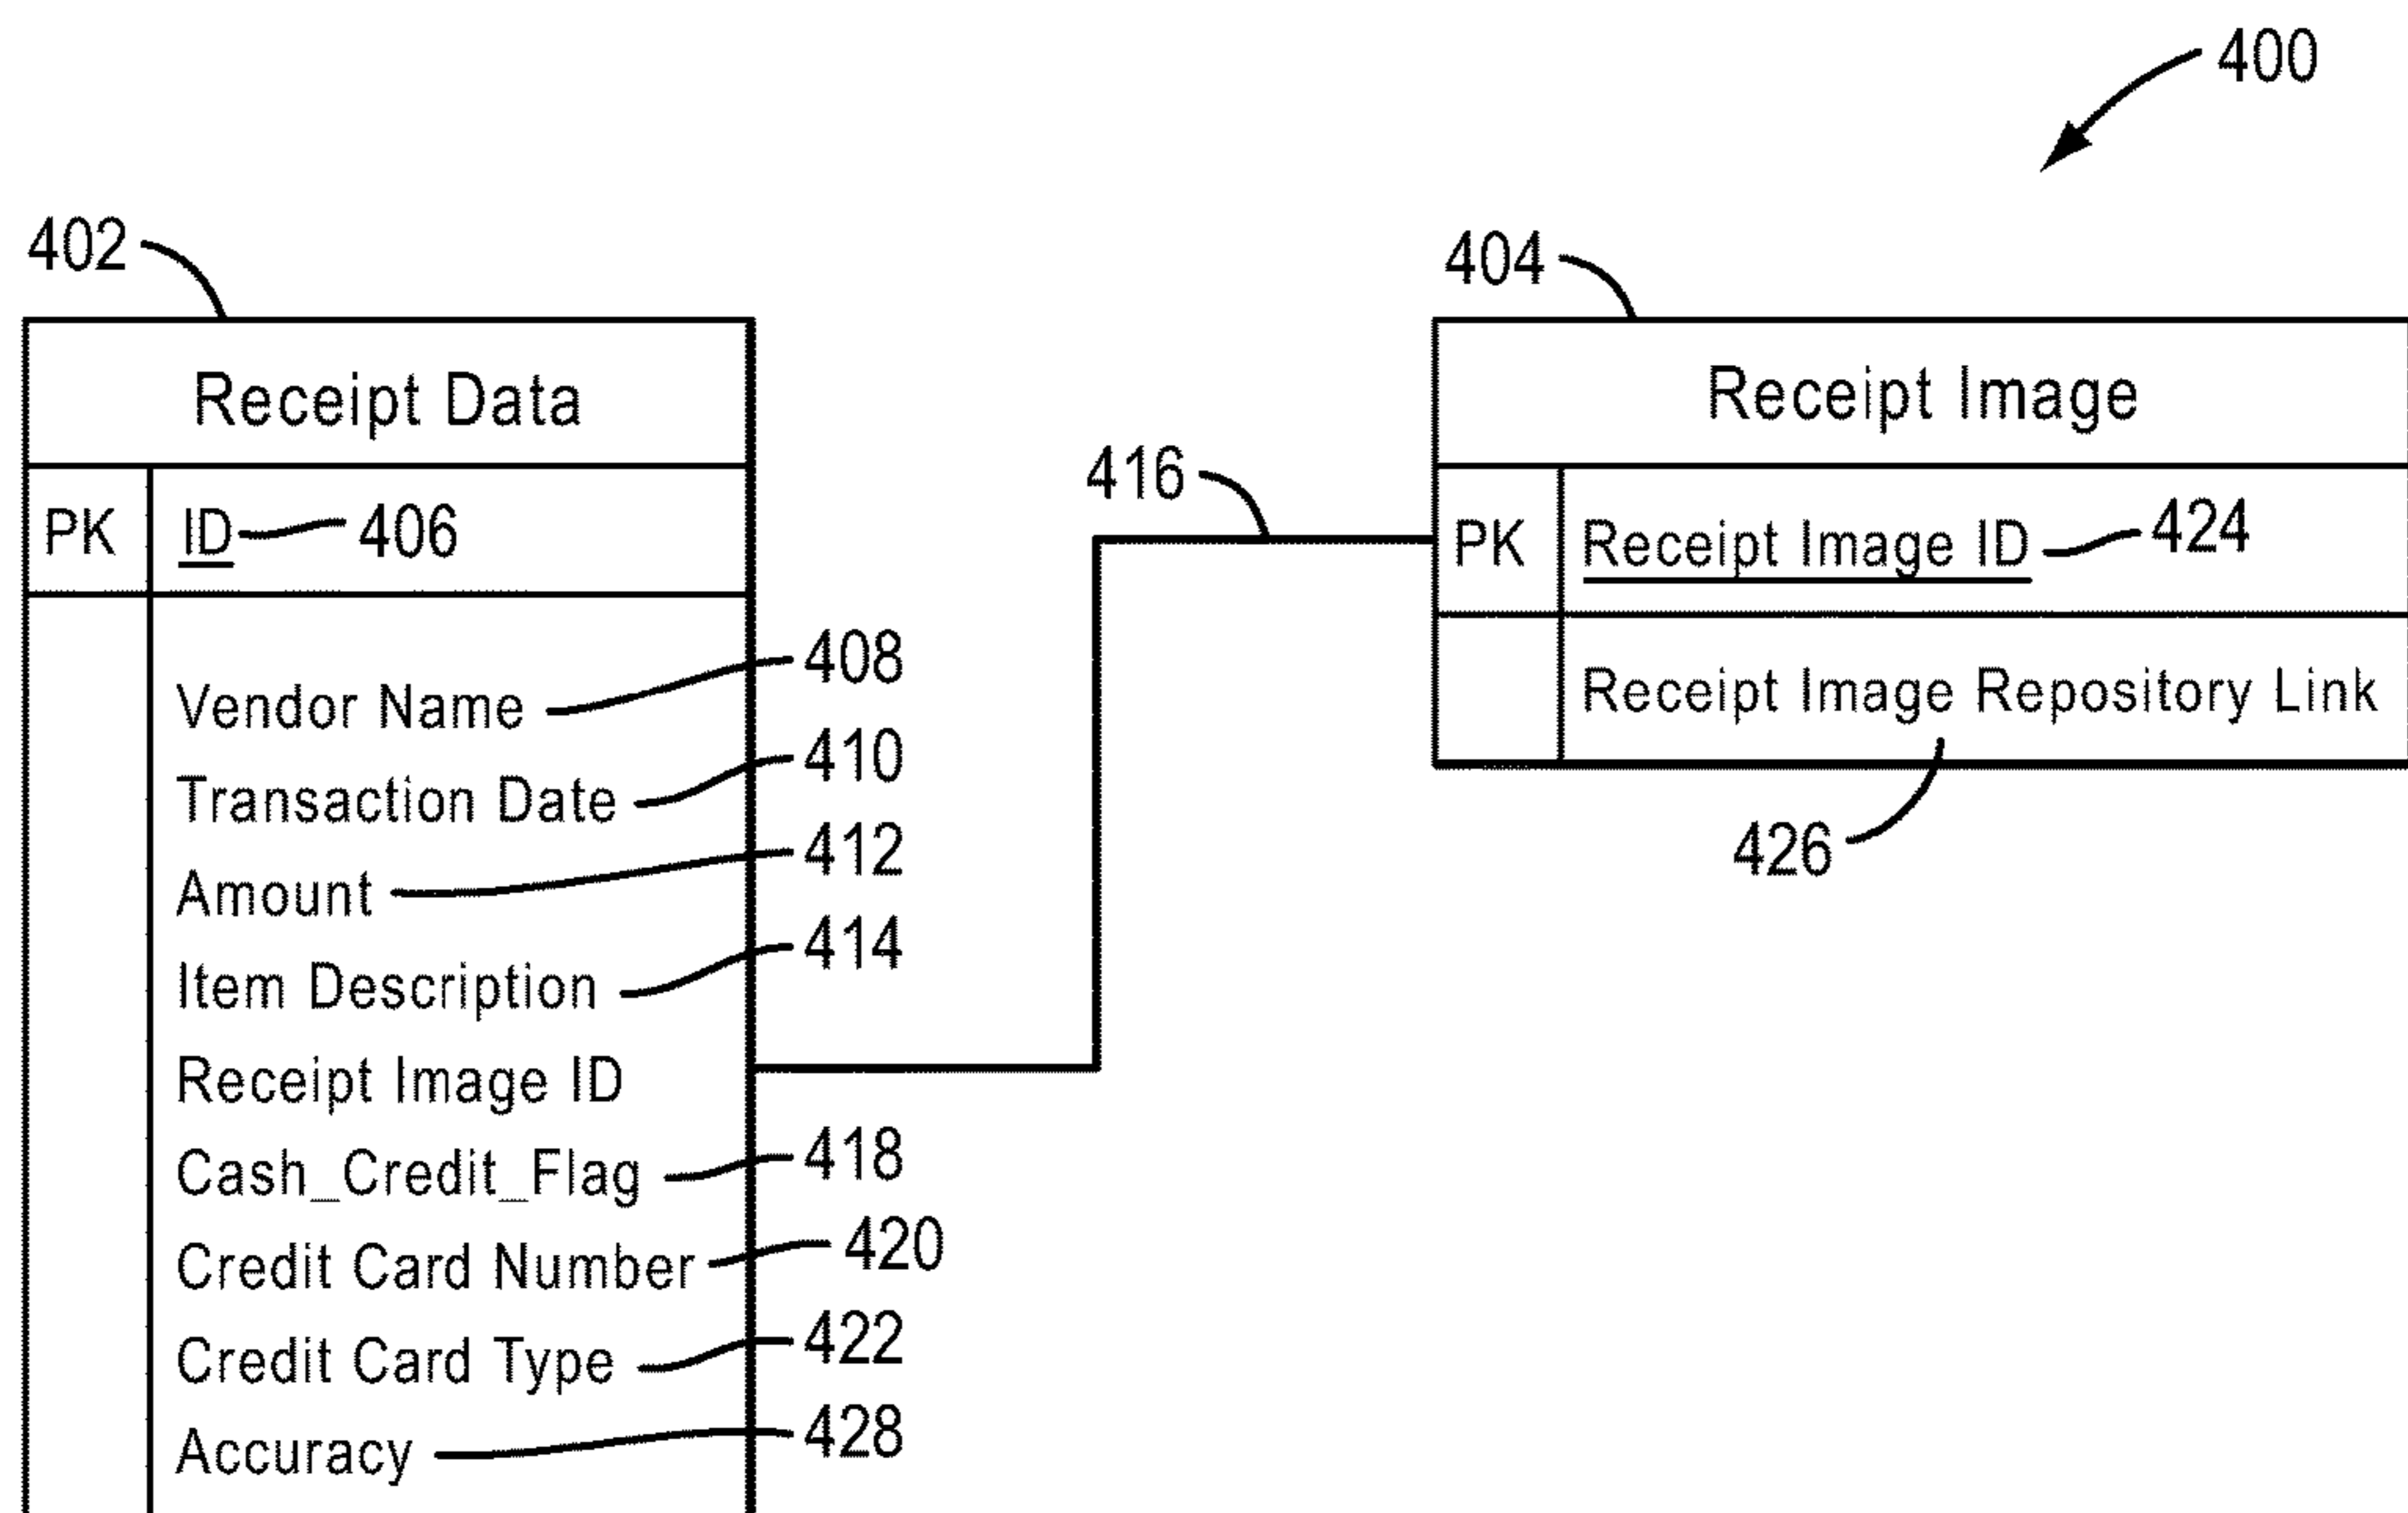 400
402
404
Receipt Data
Receipt Image
416
PK ID 406
PK Receipt Image ID 424
Receipt Image Repository Link
426
Vendor Name 408
Transaction Date 410
Amount 412
Item Description 414
Receipt Image ID
Cash_Credit_Flag 418
Credit Card Number 420
Credit Card Type 422
Accuracy 428